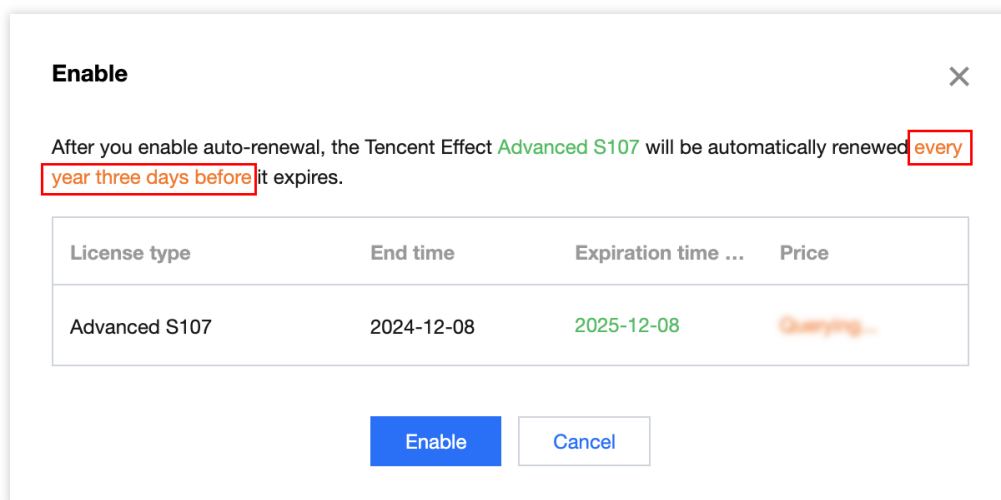 Enable
After you enable auto-renewal, the Tencent Effect Advanced S107 will be automatically renewed every
year three days before it expires.
License type End time Expiration time ... Price
Advanced S107 2024-12-08 2025-12-08 Querying...
Enable Cancel